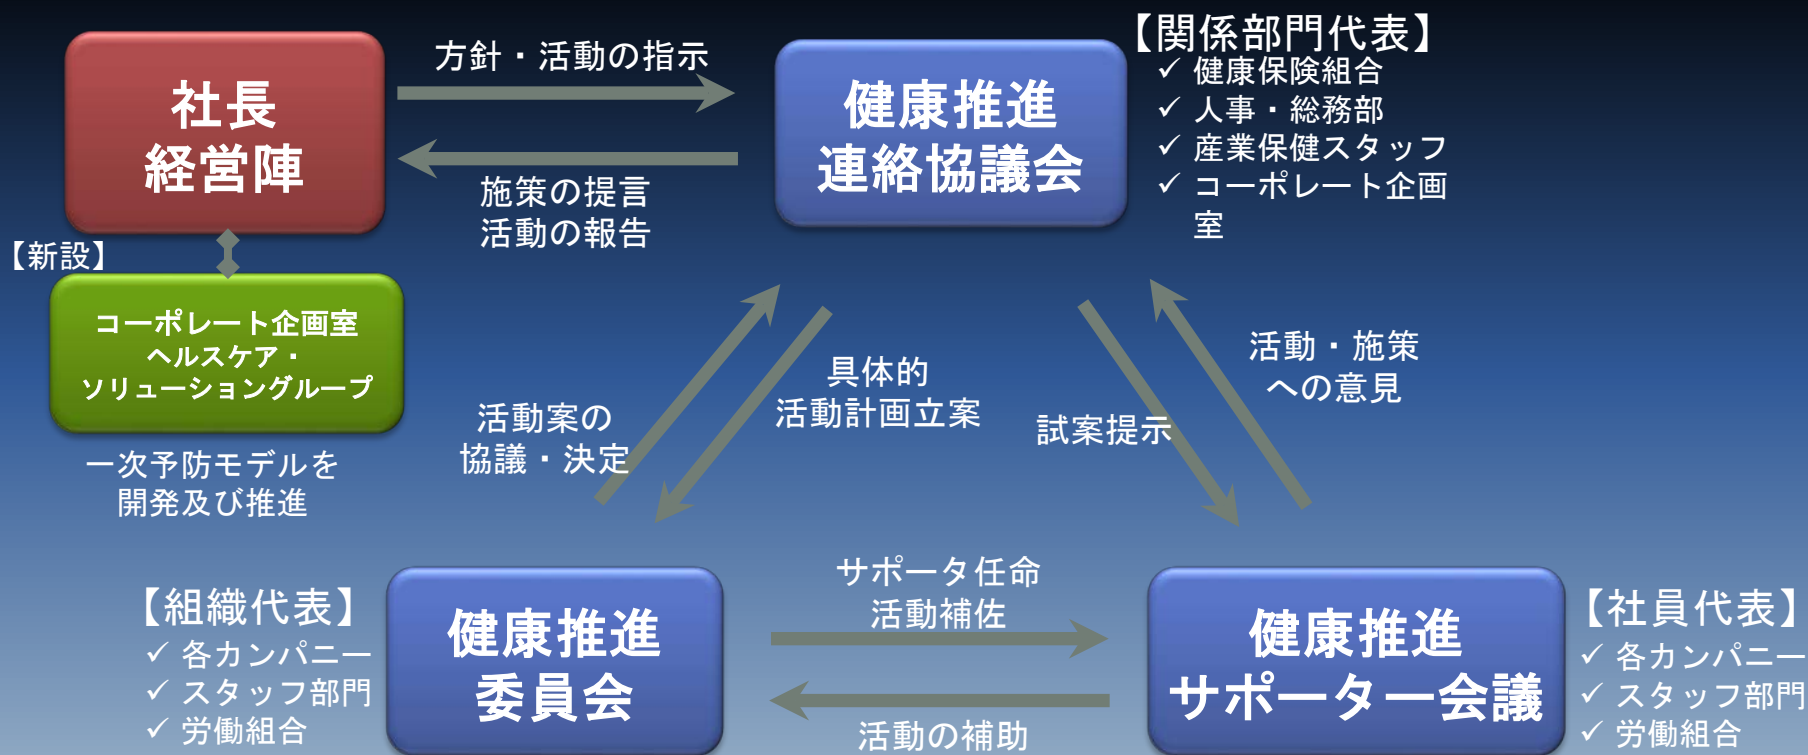 社長
経営陣
方針・活動の指示
施策の提言
活動の報告
健康推進
連絡協議会
【関係部門代表】
✓ 健康保険組合
✓ 人事・総務部
✓ 産業保健スタッフ
✓ コーポレート企画
室
【新設】
コーポレート企画室
ヘルスケア・
ソリューショングループ
一次予防モデルを
開発及び推進
活動案の
協議・決定
具体的
活動計画立案
試案提示
活動・施策
への意見
【組織代表】
✓ 各カンパニー
✓ スタッフ部門
✓ 労働組合
健康推進
委員会
サポータ任命
活動補佐
活動の補助
健康推進
サポーター会議
【社員代表】
✓ 各カンパニー
✓ スタッフ部門
✓ 労働組合